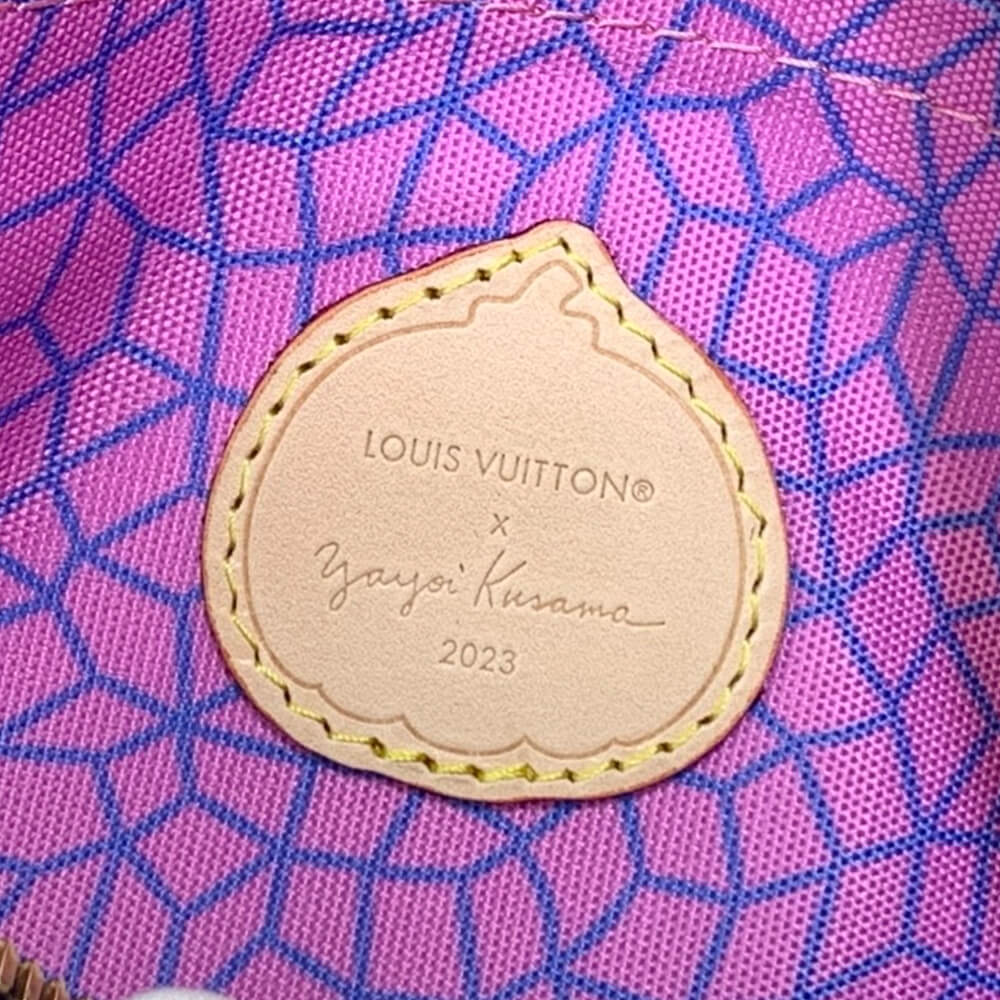 LOUIS VUITTON®
x
Yayoi Kusama
2023